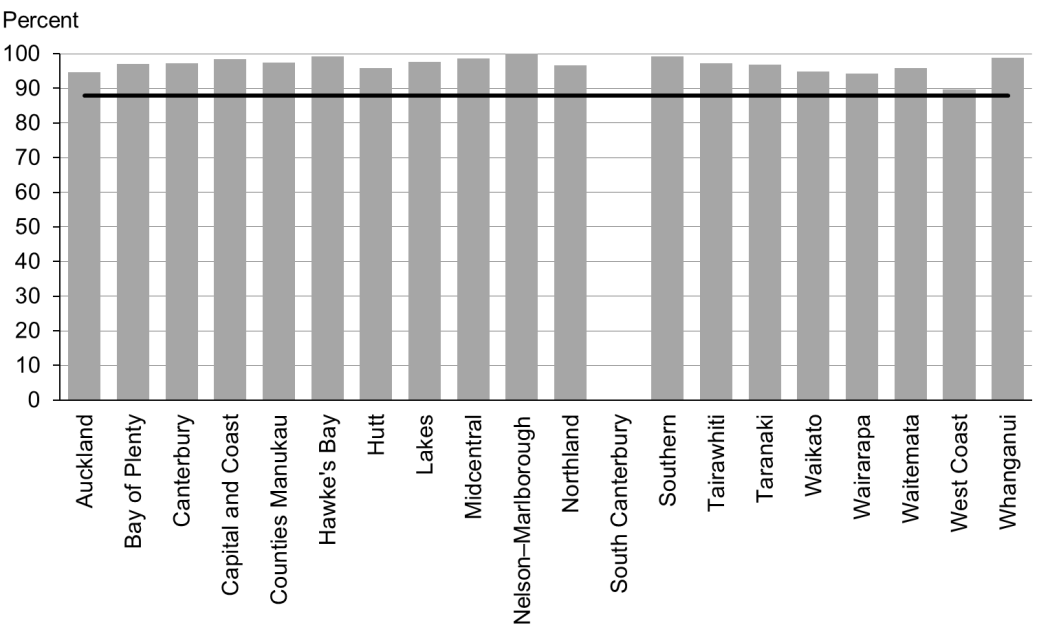 Percent
100
90
80
70
60
50
40
30
20
10
0
Auckland
Bay of Plenty
Canterbury
Capital and Coast
Counties Manukau
Hawke's Bay
Hutt
Lakes
Midcentral
Nelson–Marlborough
Northland
South Canterbury
Southern
Tairawhiti
Taranaki
Waikato
Wairarapa
Waitemata
West Coast
Whanganui